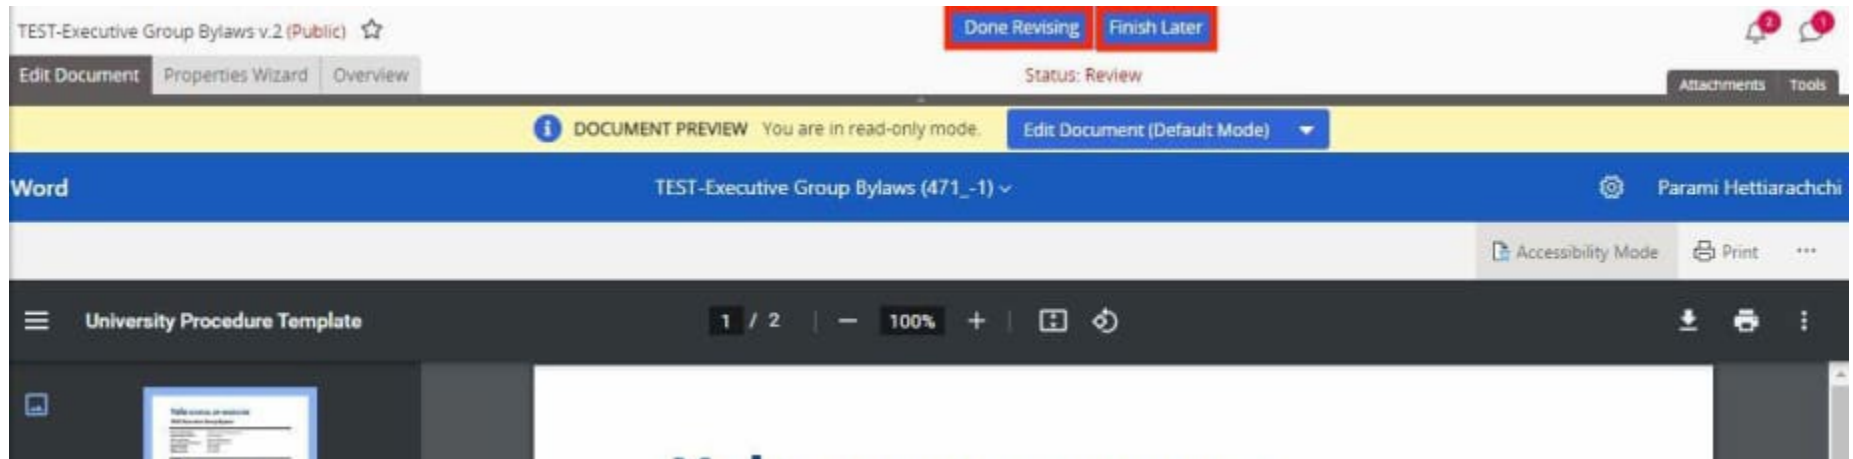 TEST-Executive Group Bylaws v.2 (Public)
Done Revising Finish Later
2 1
Edit Document Properties Wizard Overview
Status: Review
Attachments Tools
DOCUMENT PREVIEW You are in read-only mode. Edit Document (Default Mode)
Word TEST-Executive Group Bylaws (471_-1) Parami Hettiarachchi
Accessibility Mode Print ...
University Procedure Template 1 / 2 | − 100% + |